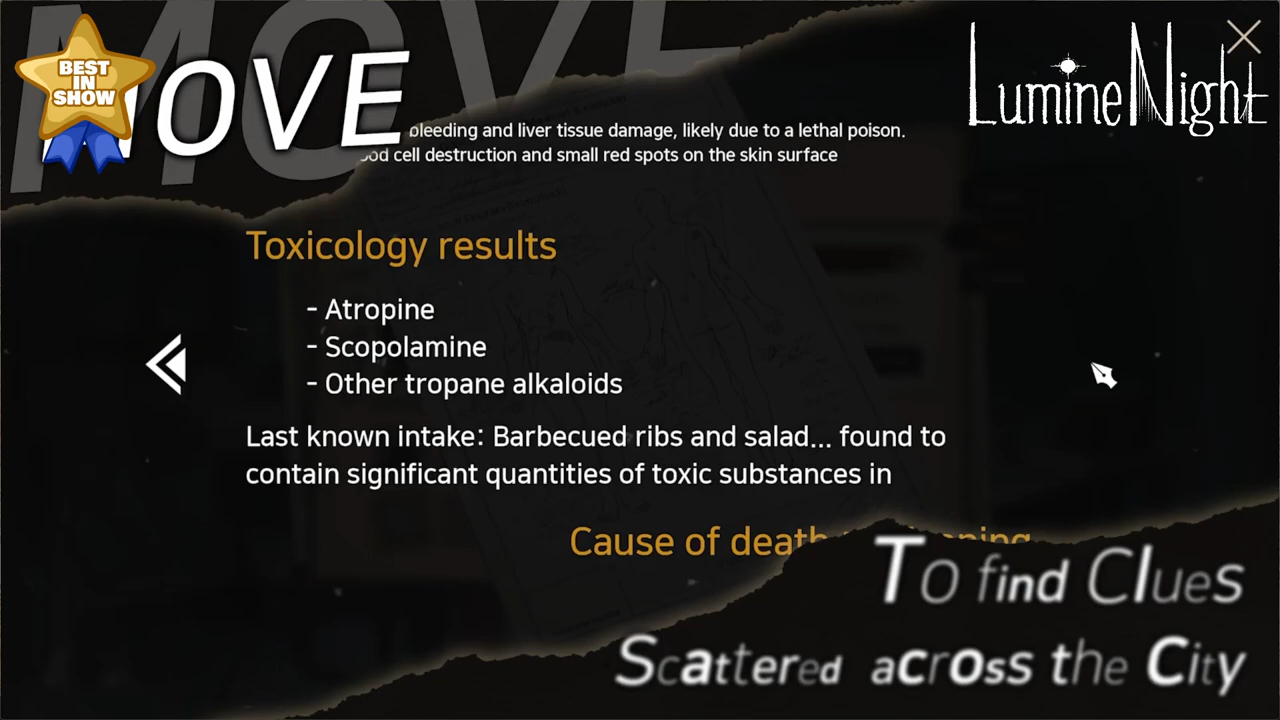 MOVE
BEST
IN
SHOW
MOVE
Lumine Night
bleeding and liver tissue damage, likely due to a lethal poison.
cell destruction and small red spots on the skin surface
Toxicology results
- Atropine
- Scopolamine
- Other tropane alkaloids
Last known intake: Barbecued ribs and salad... found to
contain significant quantities of toxic substances in
Cause of death
To find Clues
Scattered across the City